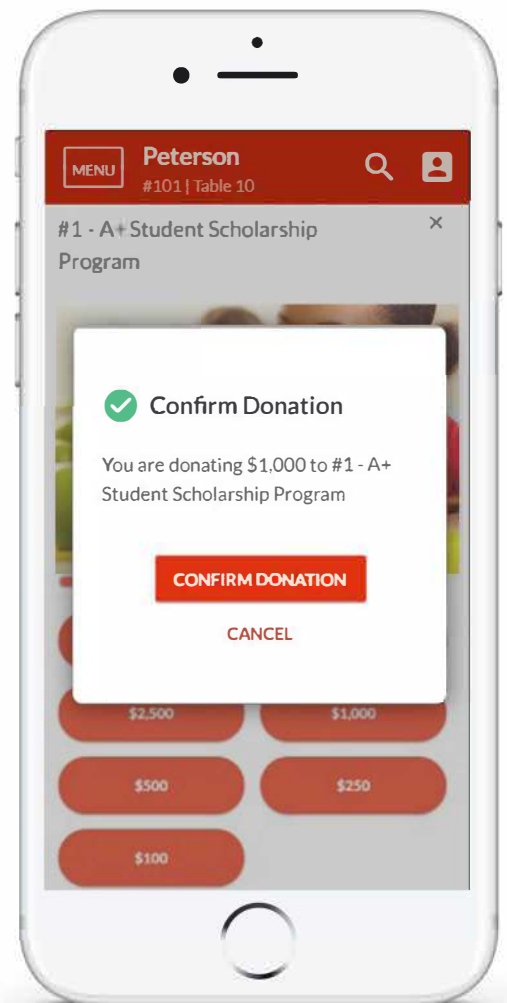 MENU
Peterson
#101 | Table 10
#1 - A+ Student Scholarship
Program
Confirm Donation
You are donating $1,000 to #1 - A+
Student Scholarship Program
CONFIRM DONATION
CANCEL
$2,500
$1,000
$500
$250
$100